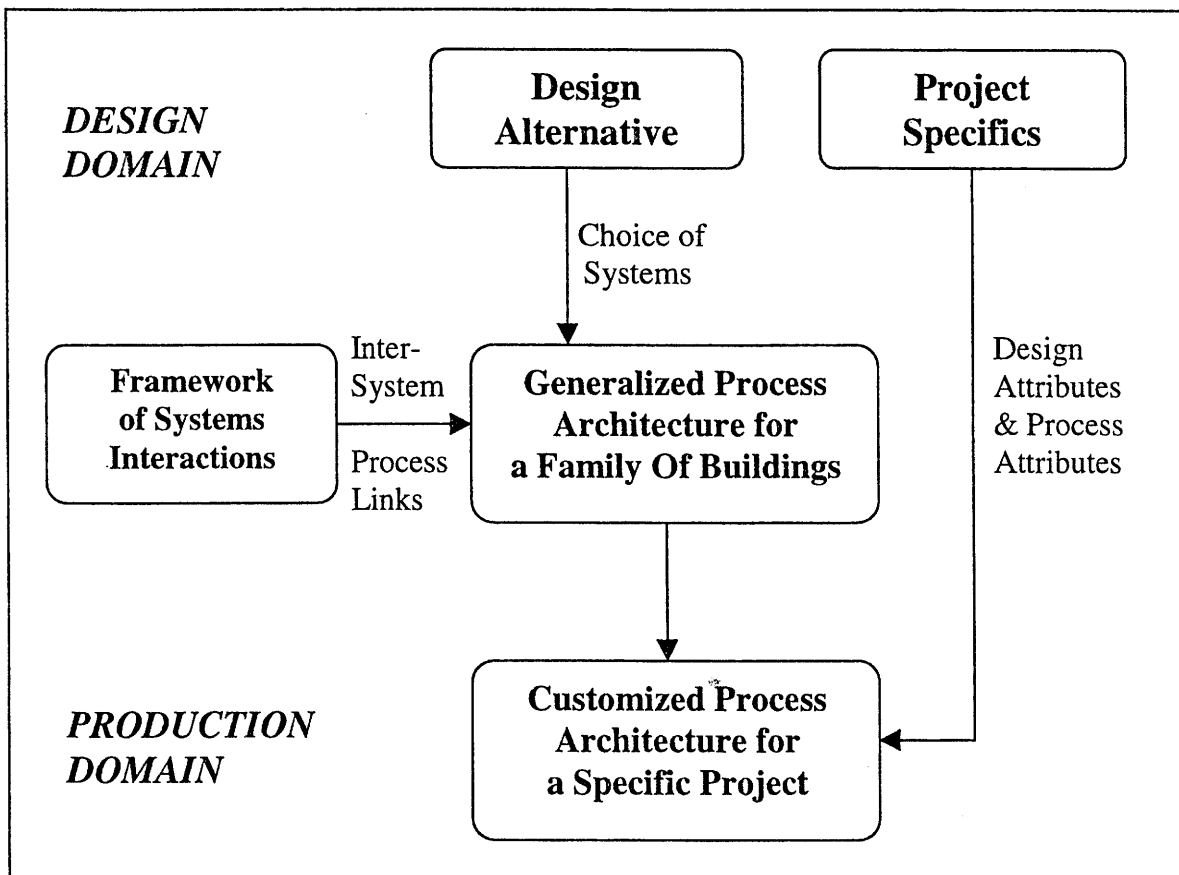 DESIGN
DOMAIN
Design
Alternative
Project
Specifics
Choice of
Systems
Framework
of Systems
Interactions
Inter-
System
Process
Links
Generalized Process
Architecture for
a Family Of Buildings
Design
Attributes
& Process
Attributes
PRODUCTION
DOMAIN
Customized Process
Architecture for
a Specific Project